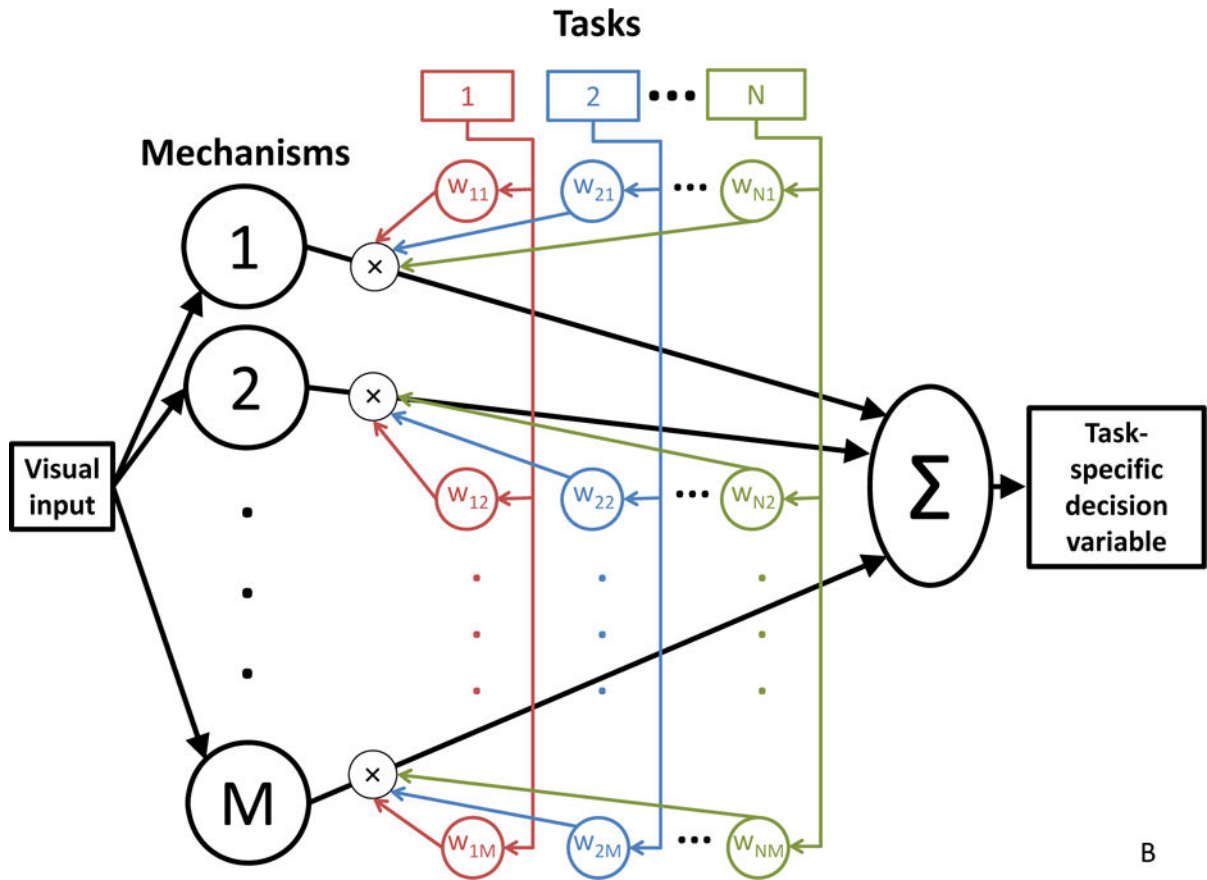 Tasks
1 2 ••• N
Mechanisms
w11 w21 ••• wN1
1
×
2
×
Visual
input
w12 w22 ••• wN2
Σ
Task-
specific
decision
variable
M
×
w1M w2M ••• wNM
B